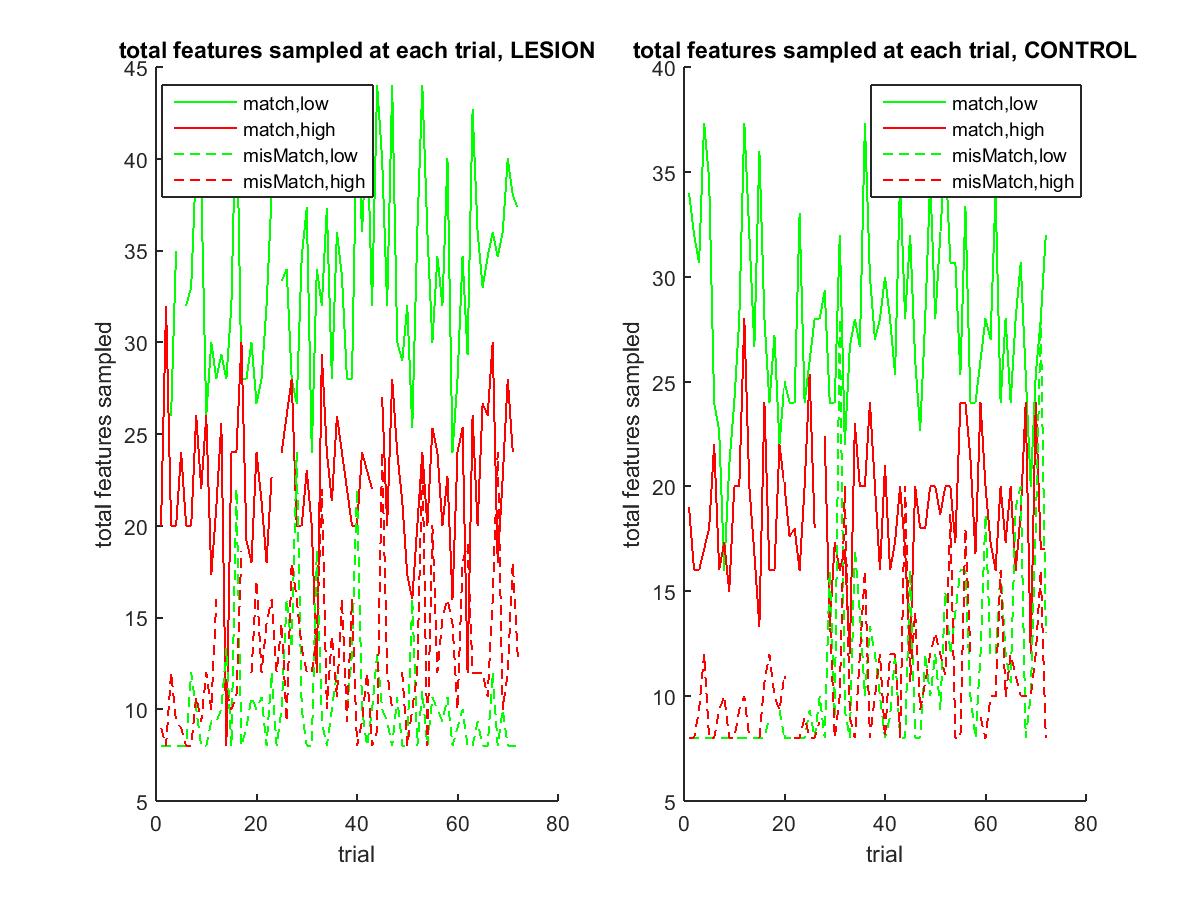 total features sampled at each trial, LESION
45
40
35
30
25
20
15
10
5
total features sampled
match,low
match,high
misMatch,low
misMatch,high
0
20
40
60
80
trial
total features sampled at each trial, CONTROL
40
35
30
25
20
15
10
5
total features sampled
match,low
match,high
misMatch,low
misMatch,high
0
20
40
60
80
trial